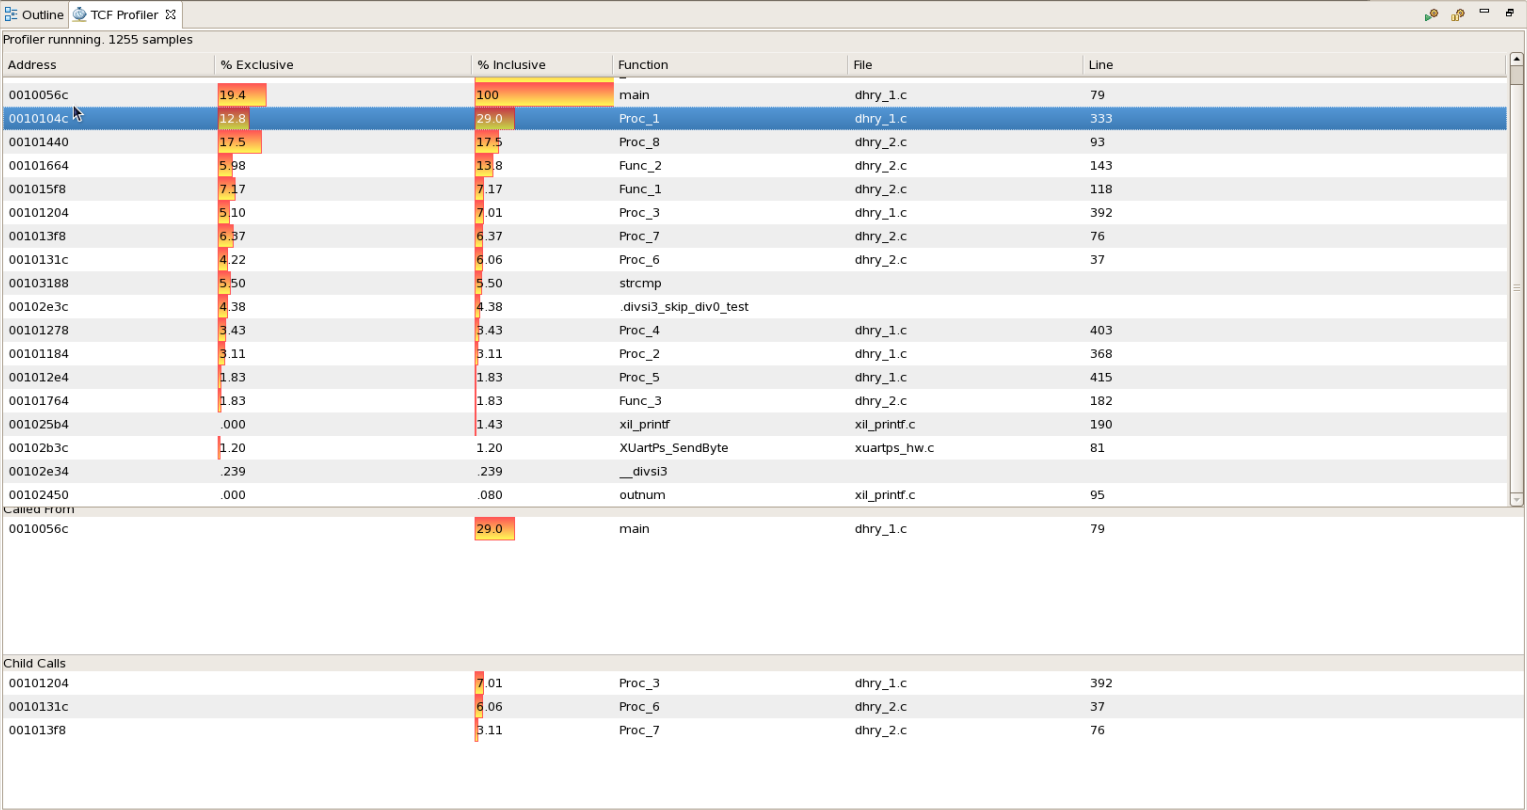 Outline TCF Profiler
Profiler runnning. 1255 samples
Address % Exclusive % Inclusive Function File Line
0010056c 19.4 100 main dhry_1.c 79
0010104c 12.8 29.0 Proc_1 dhry_1.c 333
00101440 17.5 17.5 Proc_8 dhry_2.c 93
00101664 5.98 13.8 Func_2 dhry_2.c 143
001015f8 7.17 7.17 Func_1 dhry_2.c 118
00101204 5.10 7.01 Proc_3 dhry_1.c 392
001013f8 6.37 6.37 Proc_7 dhry_2.c 76
0010131c 4.22 6.06 Proc_6 dhry_2.c 37
00103188 5.50 5.50 strcmp
00102e3c 4.38 4.38 .divsi3_skip_div0_test
00101278 3.43 3.43 Proc_4 dhry_1.c 403
00101184 3.11 3.11 Proc_2 dhry_1.c 368
001012e4 1.83 1.83 Proc_5 dhry_1.c 415
00101764 1.83 1.83 Func_3 dhry_2.c 182
001025b4 .000 1.43 xil_printf xil_printf.c 190
00102b3c 1.20 1.20 XUartPs_SendByte xuartps_hw.c 81
00102e34 .239 .239 __divsi3
00102450 .000 .080 outnum xil_printf.c 95
Called From
0010056c 29.0 main dhry_1.c 79
Child Calls
00101204 7.01 Proc_3 dhry_1.c 392
0010131c 6.06 Proc_6 dhry_2.c 37
001013f8 3.11 Proc_7 dhry_2.c 76